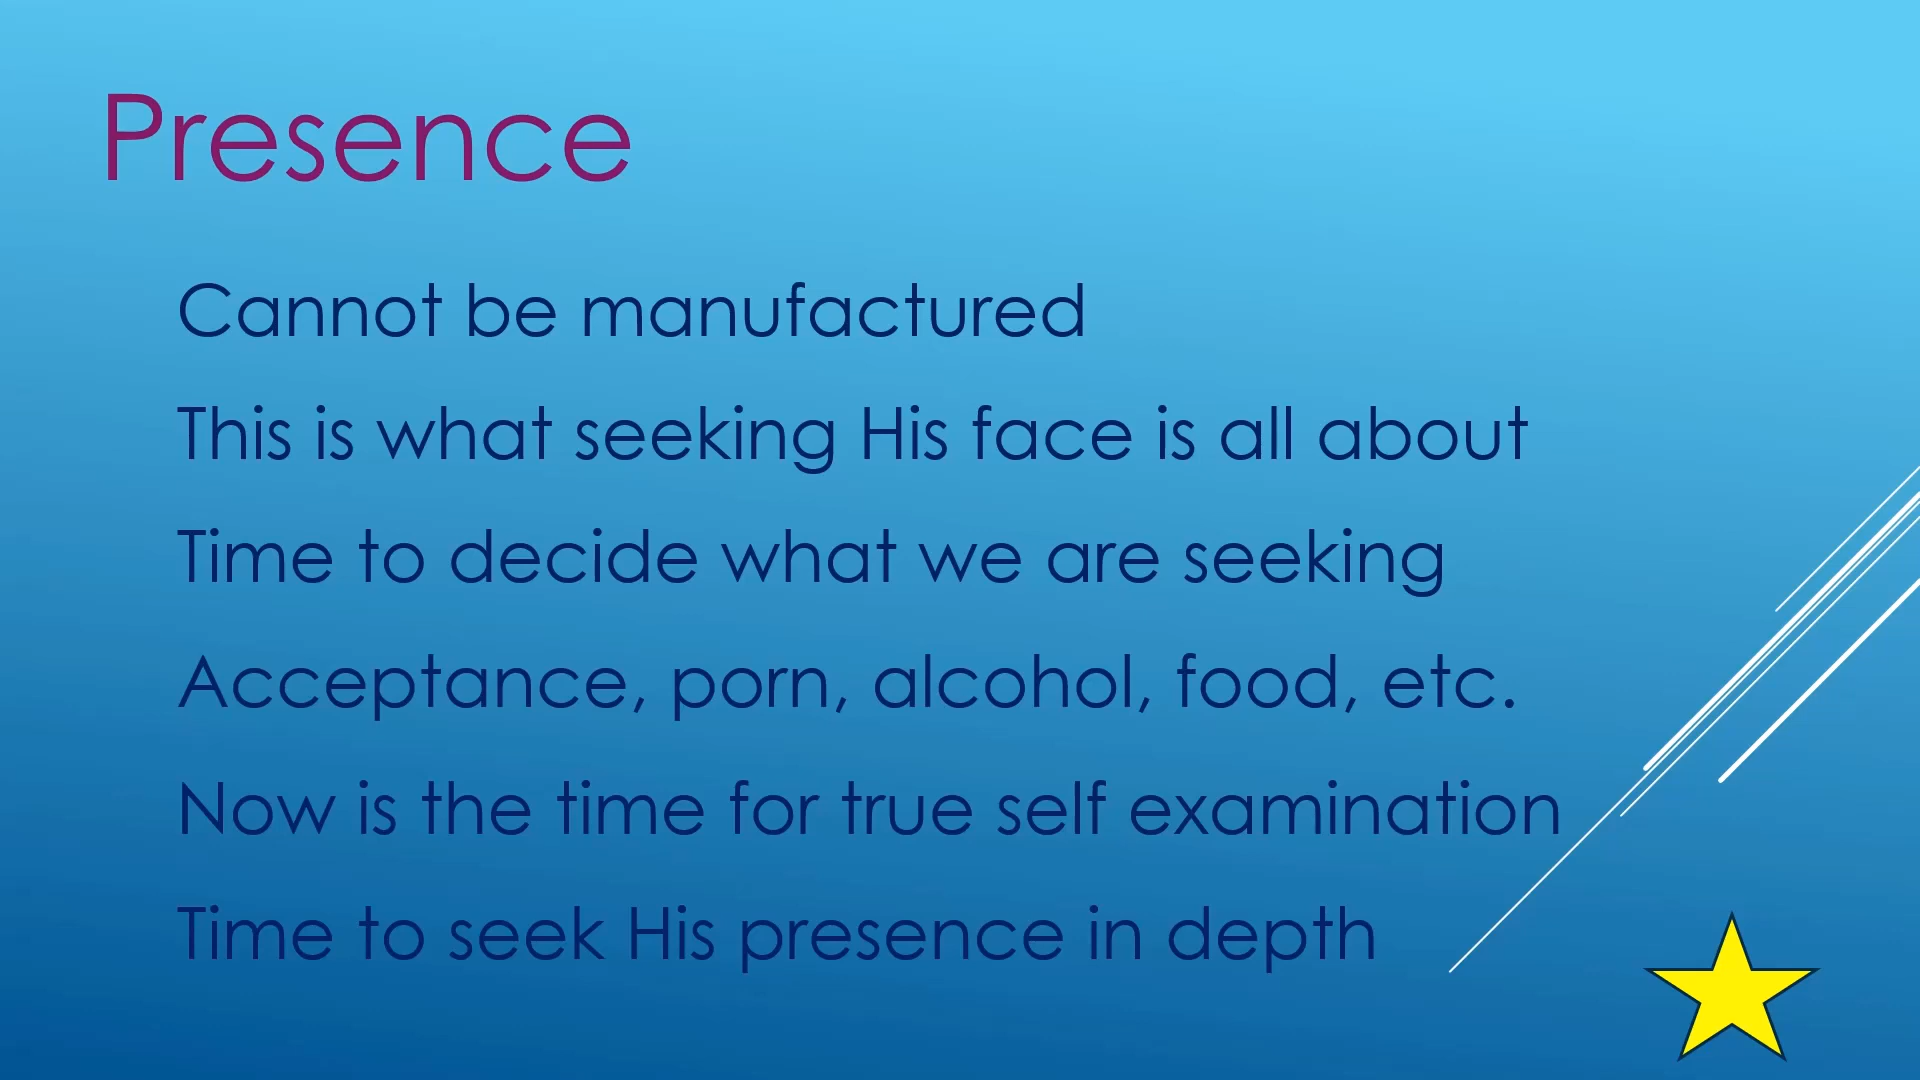 Presence
Cannot be manufactured
This is what seeking His face is all about
Time to decide what we are seeking
Acceptance, porn, alcohol, food, etc.
Now is the time for true self examination
Time to seek His presence in depth